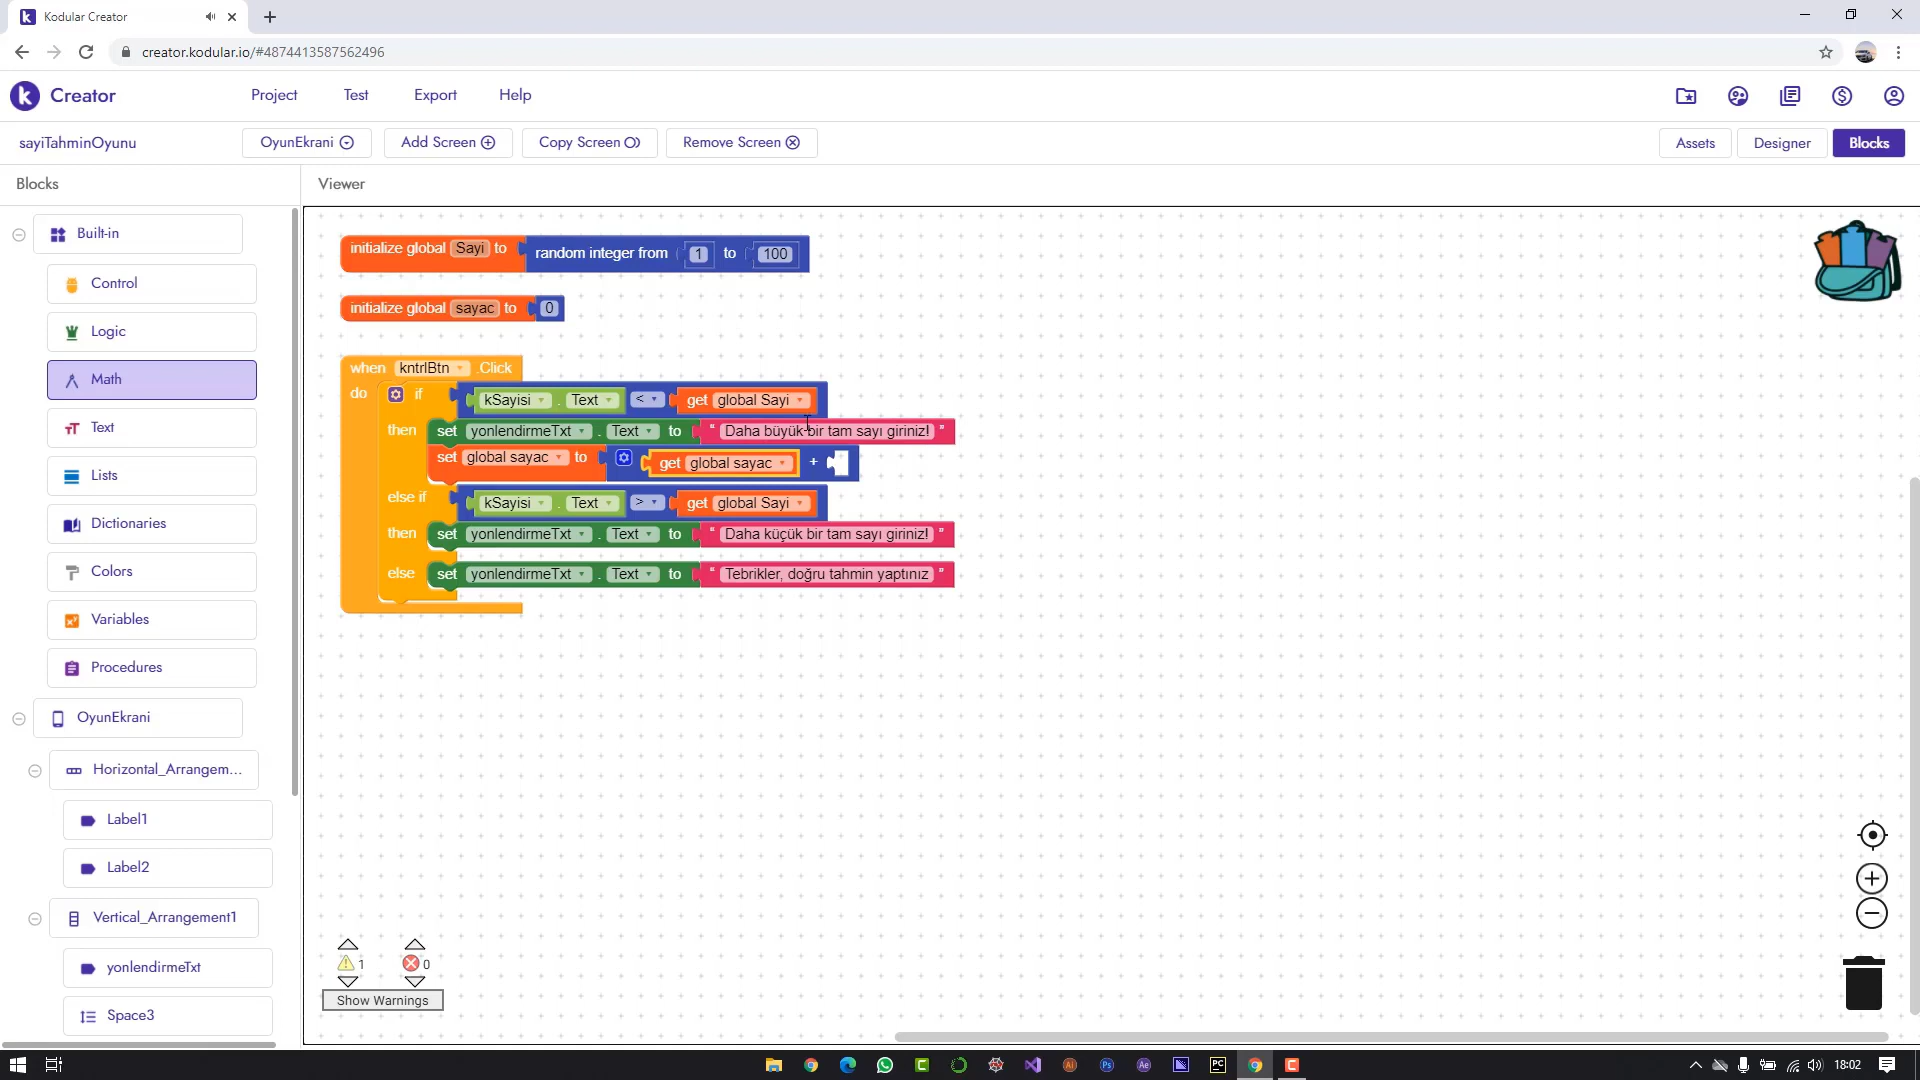 Kodular Creator
creator.kodular.io/#4874413587562496
Creator
Project
Test
Export
Help
sayiTahminOyunu
OyunEkrani
Add Screen
Copy Screen
Remove Screen
Assets
Designer
Blocks
Blocks
Viewer
Built-in
Control
Logic
Math
Text
Lists
Dictionaries
Colors
Variables
Procedures
OyunEkrani
Horizontal_Arrangem...
Label1
Label2
Vertical_Arrangement1
yonlendirmeTxt
Space3
initialize global Sayi to random integer from 1 to 100
initialize global sayac to 0
when kntrlBtn .Click
do if kSayisi . Text < get global Sayi
then set yonlendirmeTxt . Text to " Daha büyük bir tam sayı giriniz! "
set global sayac to get global sayac +
else if kSayisi . Text > get global Sayi
then set yonlendirmeTxt . Text to " Daha küçük bir tam sayı giriniz! "
else set yonlendirmeTxt . Text to " Tebrikler, doğru tahmin yaptınız "
1
0
Show Warnings
Ai
Ps
Ae
PC
18:02